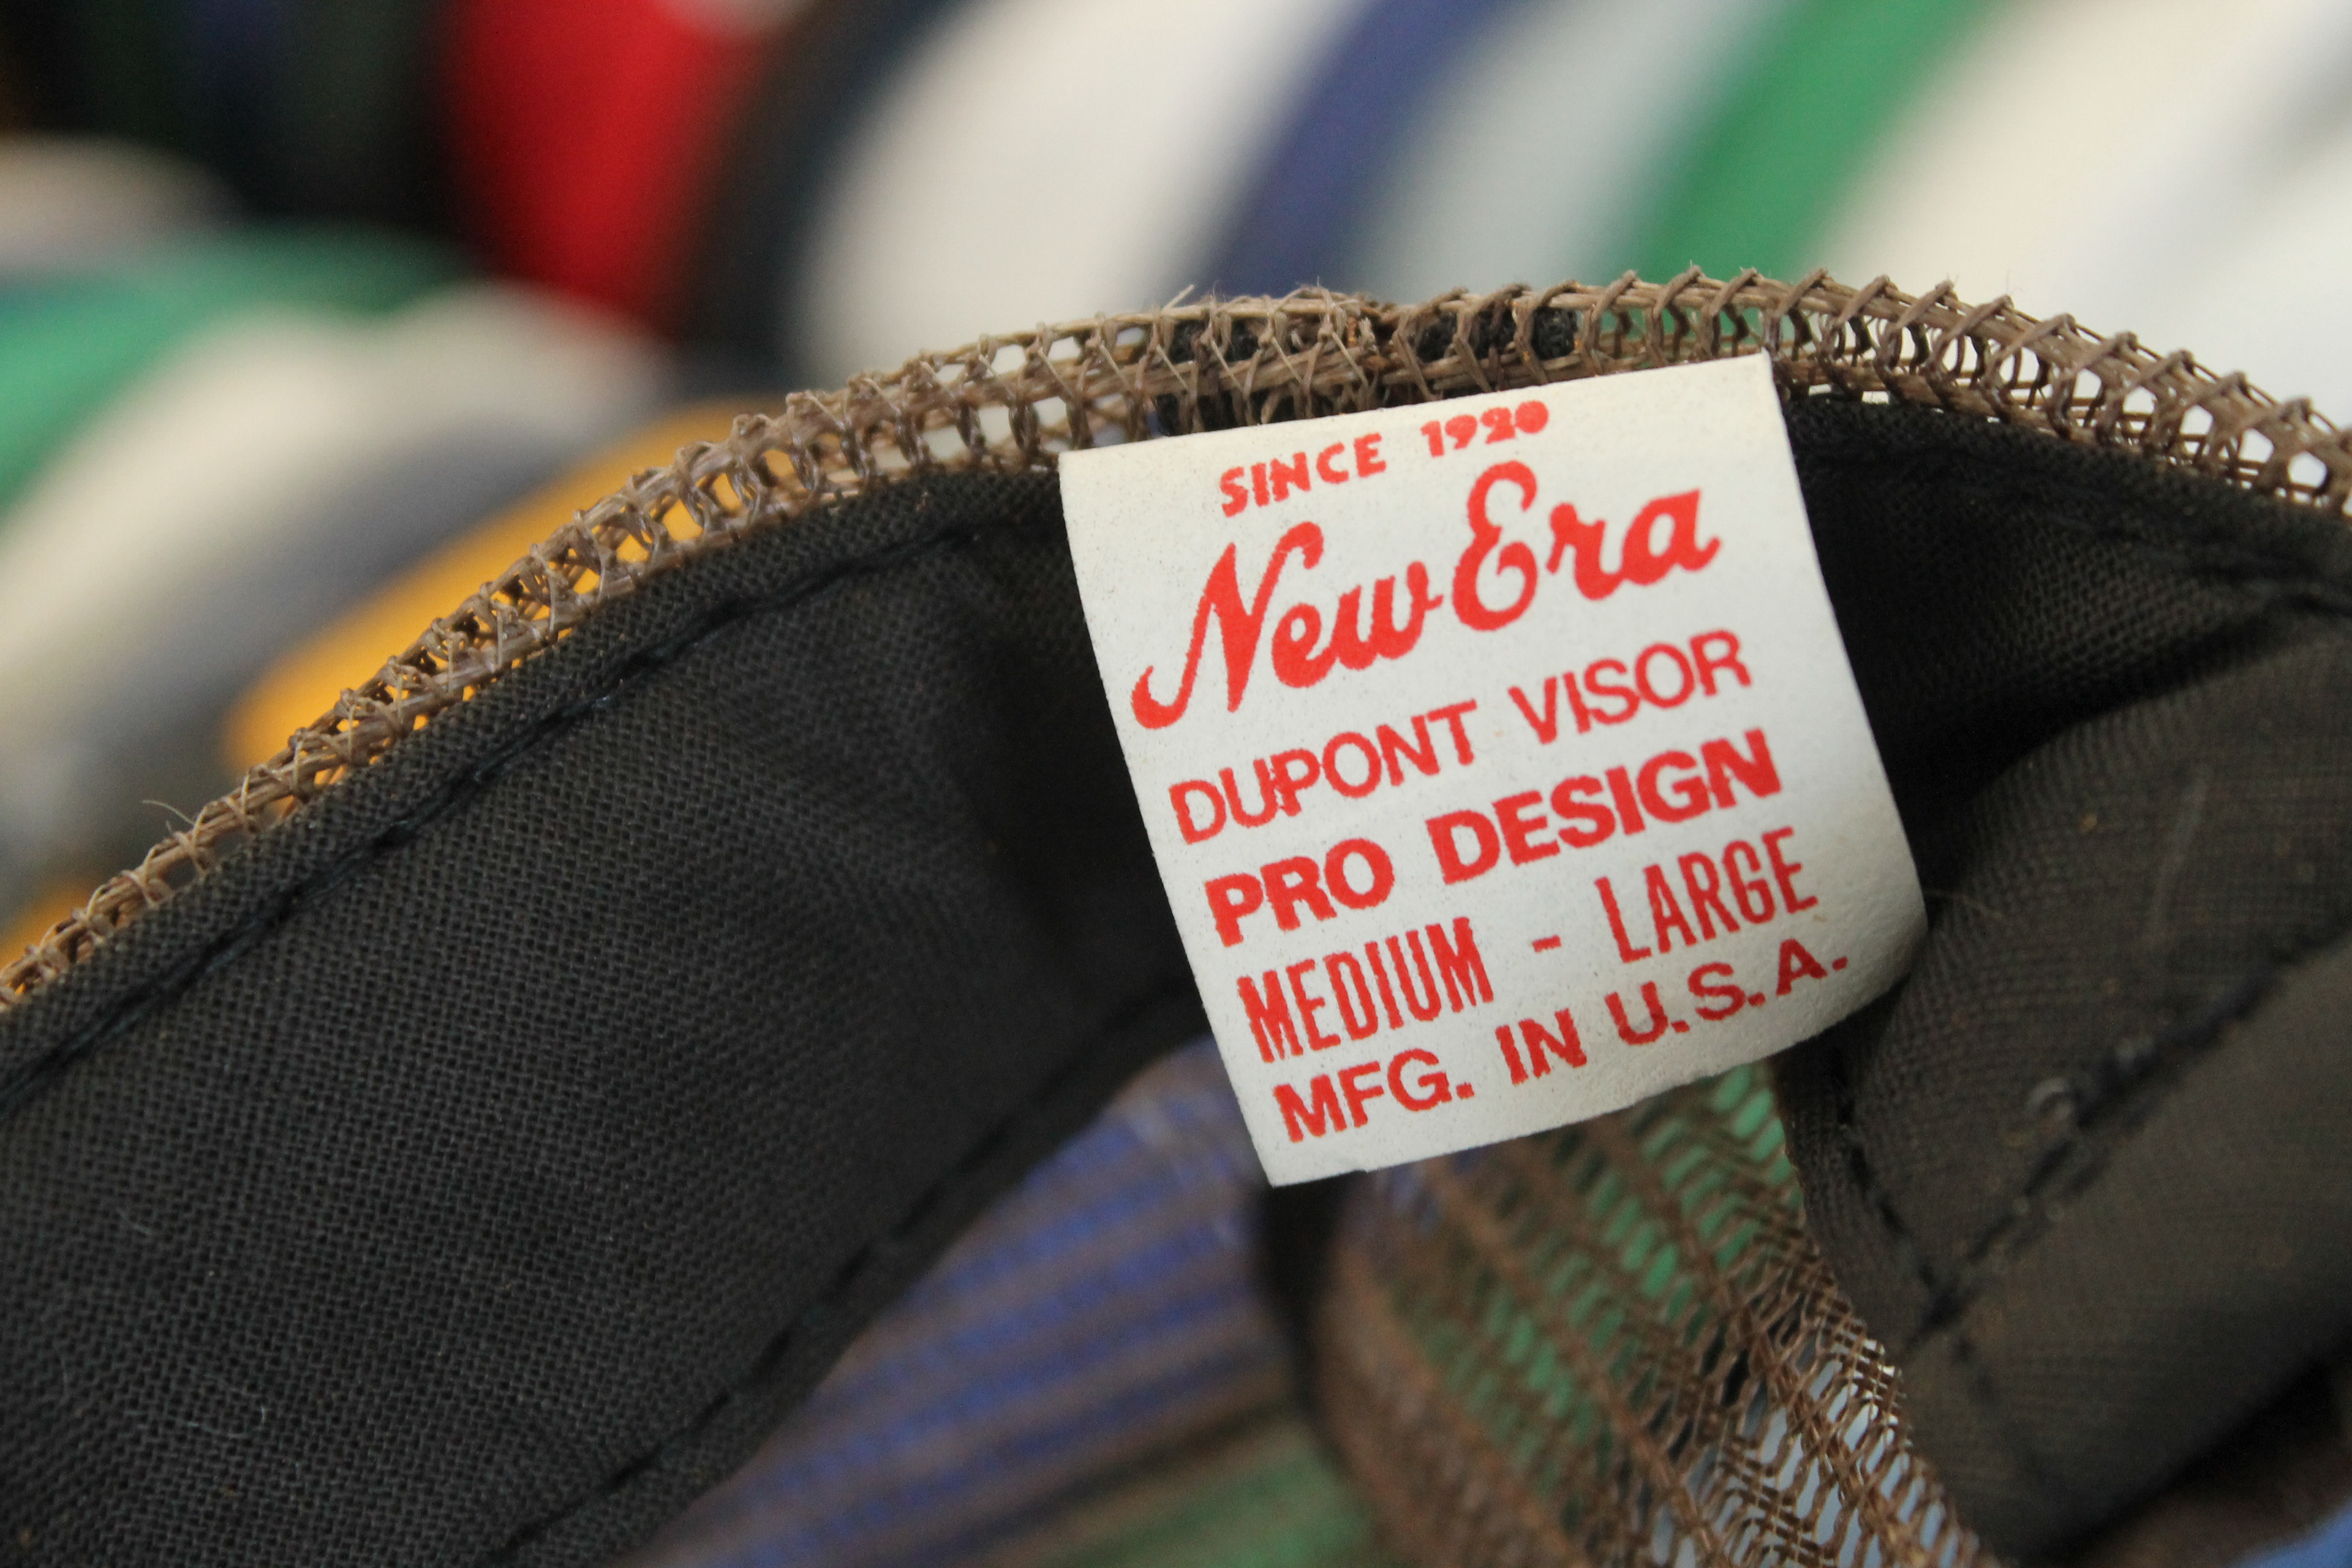 SINCE 1920
New Era
DUPONT VISOR
PRO DESIGN
MEDIUM - LARGE
MFG. IN U.S.A.